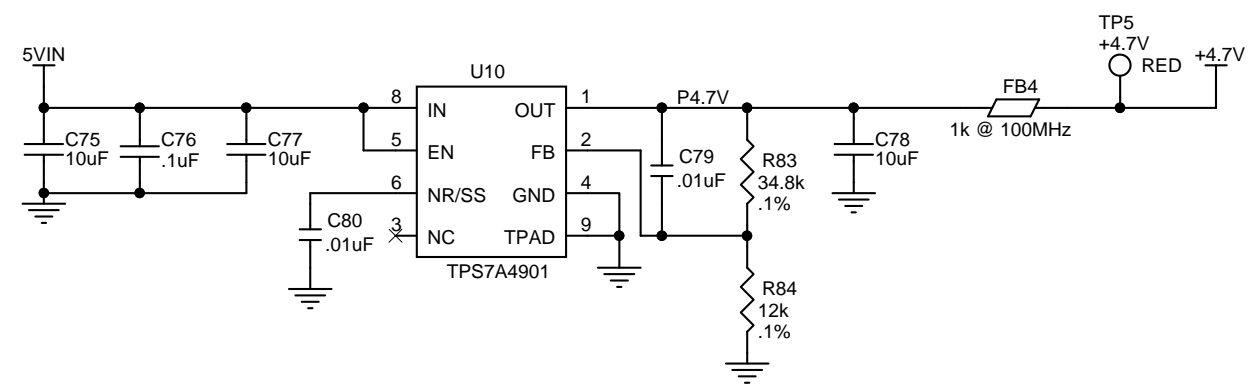 TP5
+4.7V
RED
+4.7V
5VIN
U10
FB4
1k @ 100MHz
8
IN
OUT
1
P4.7V
5
EN
FB
2
6
NR/SS
GND
4
3
NC
TPAD
9
TPS7A4901
C75
10uF
C76
.1uF
C77
10uF
C80
.01uF
C79
.01uF
R83
34.8k
.1%
C78
10uF
R84
12k
.1%